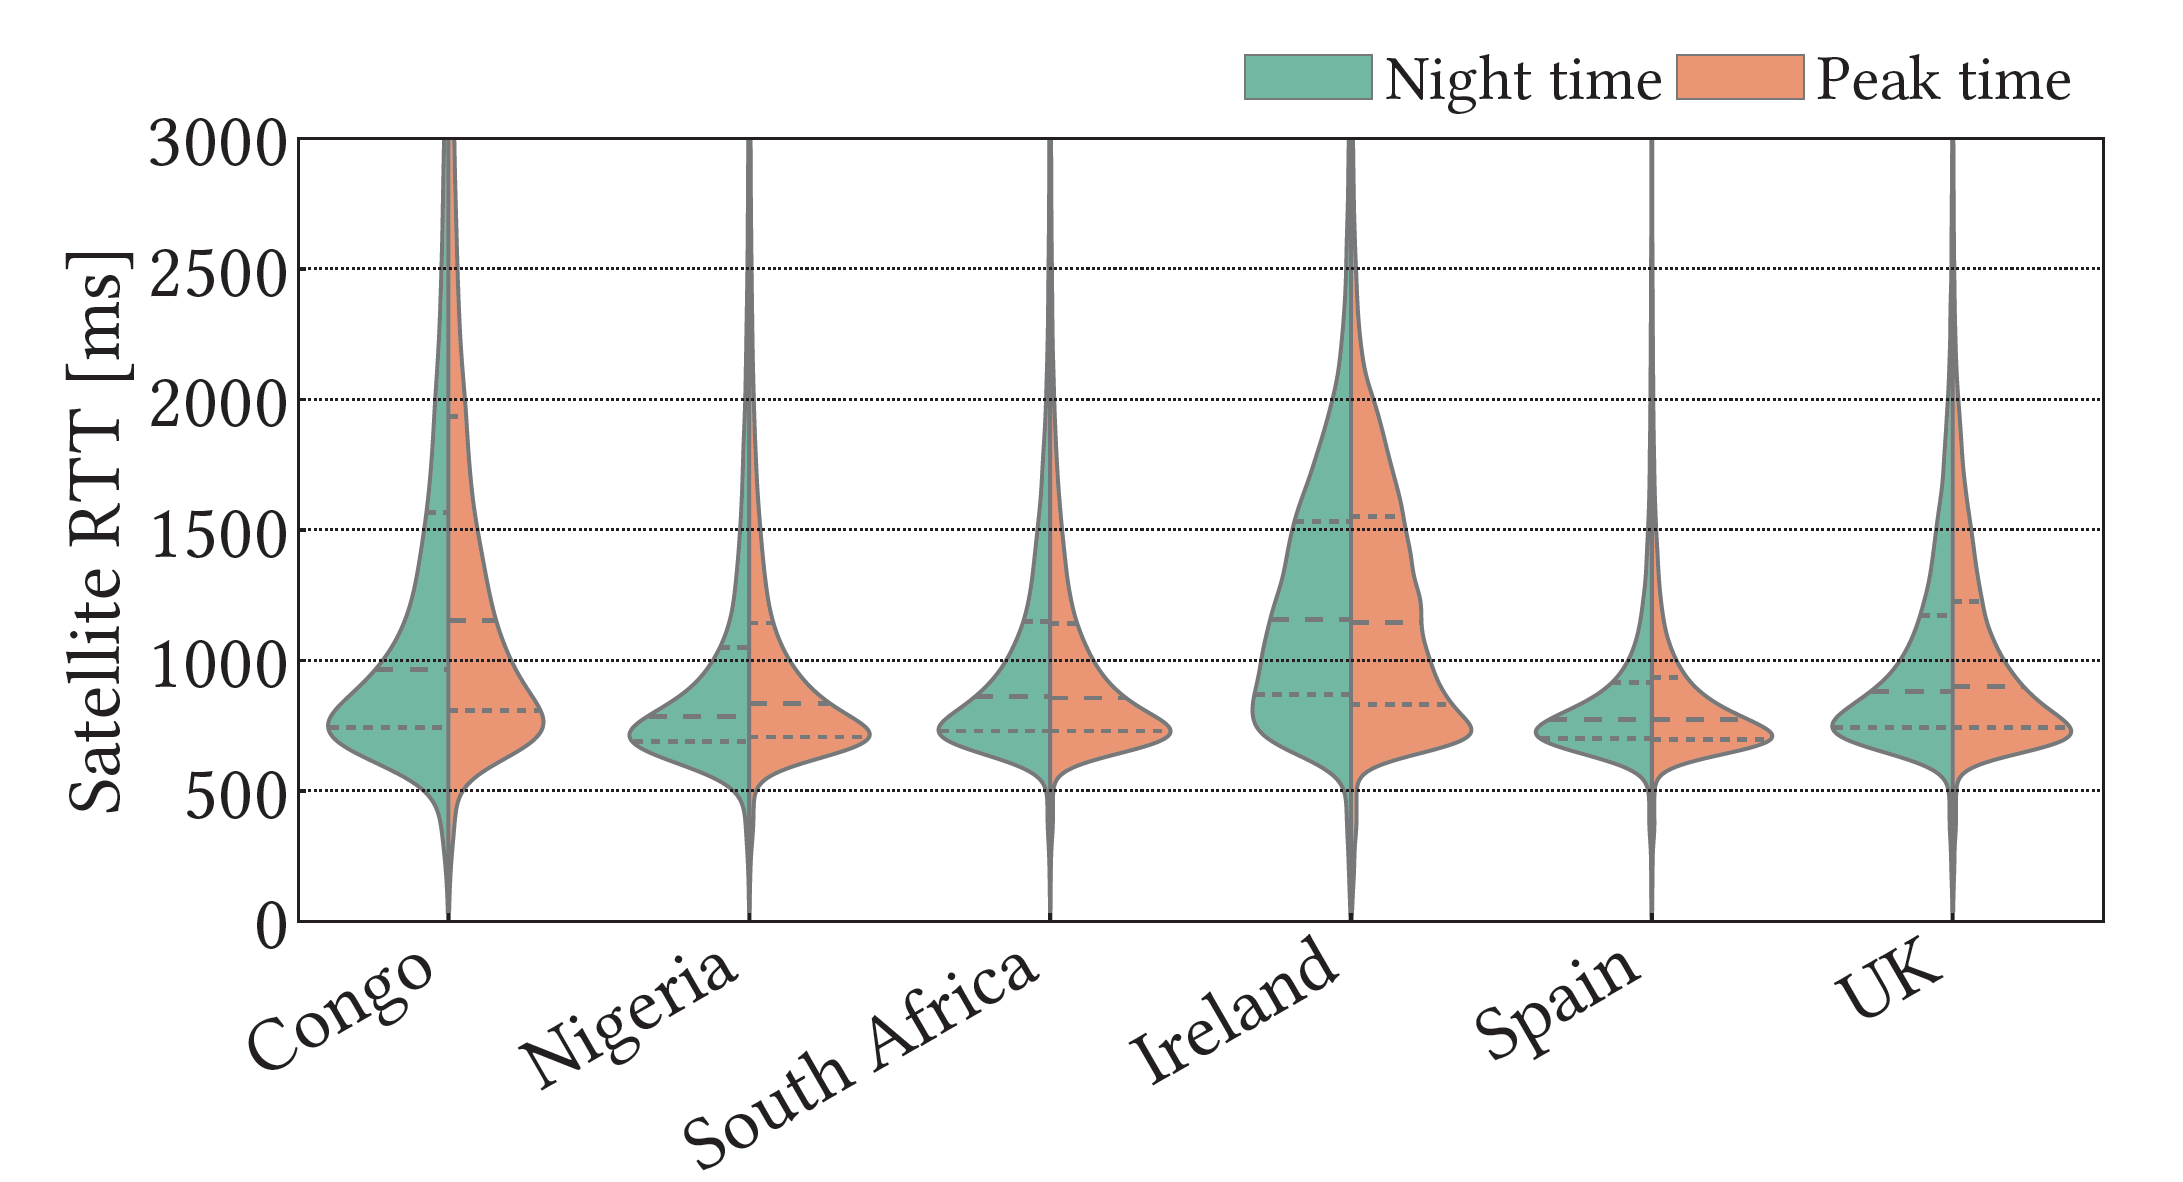 Night time Peak time
3000
2500
2000
1500
1000
500
0
Satellite RTT [ms]
Congo
Nigeria
South Africa
Ireland
Spain
UK